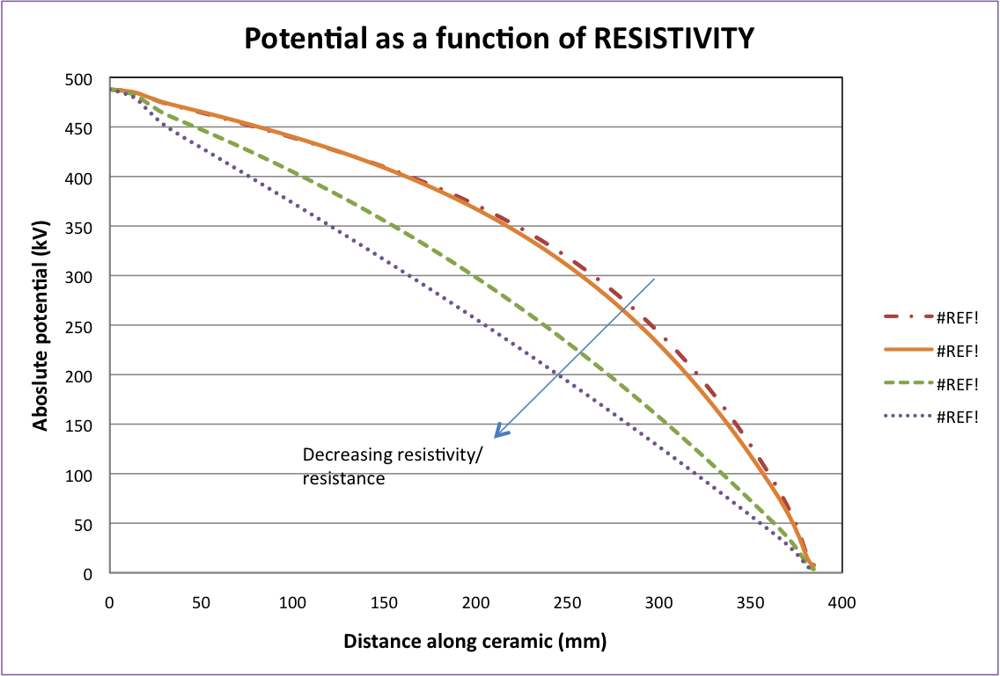 Potential as a function of RESISTIVITY
500
450
400
350
300
250
200
150
100
50
0
Aboslute potential (kV)
0 50 100 150 200 250 300 350 400
Distance along ceramic (mm)
Decreasing resistivity/
resistance
#REF!
#REF!
#REF!
#REF!